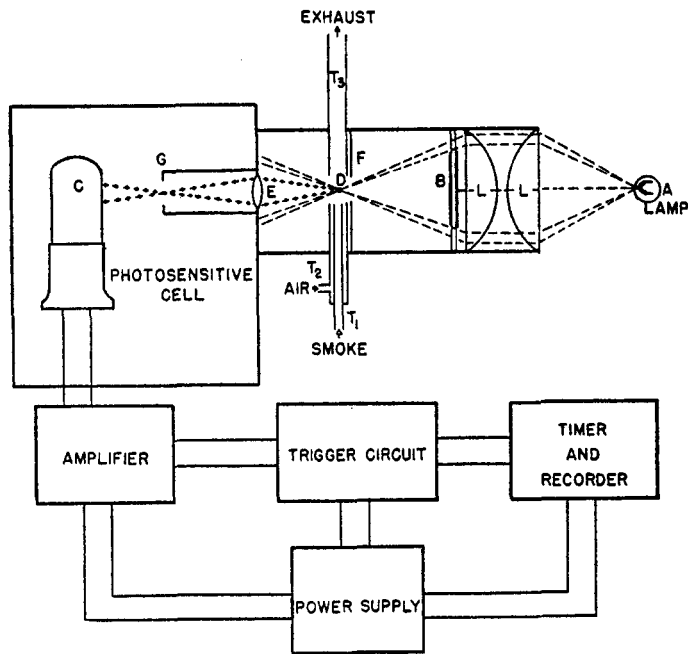 EXHAUST
T3
G
F
C
E
D
B
L
L
A
LAMP
PHOTOSENSITIVE
CELL
T2
AIR
T1
SMOKE
AMPLIFIER
TRIGGER CIRCUIT
TIMER
AND
RECORDER
POWER SUPPLY